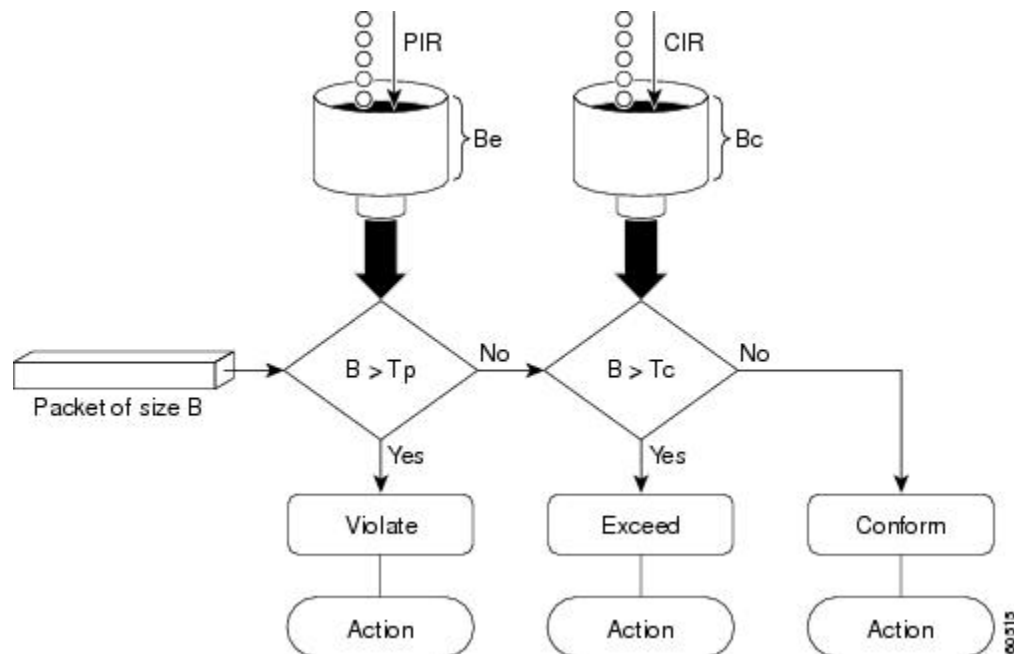 PIR
CIR
Be
Bc
B > Tp
No
B > Tc
No
Packet of size B
Yes
Yes
Violate
Exceed
Conform
Action
Action
Action
60515